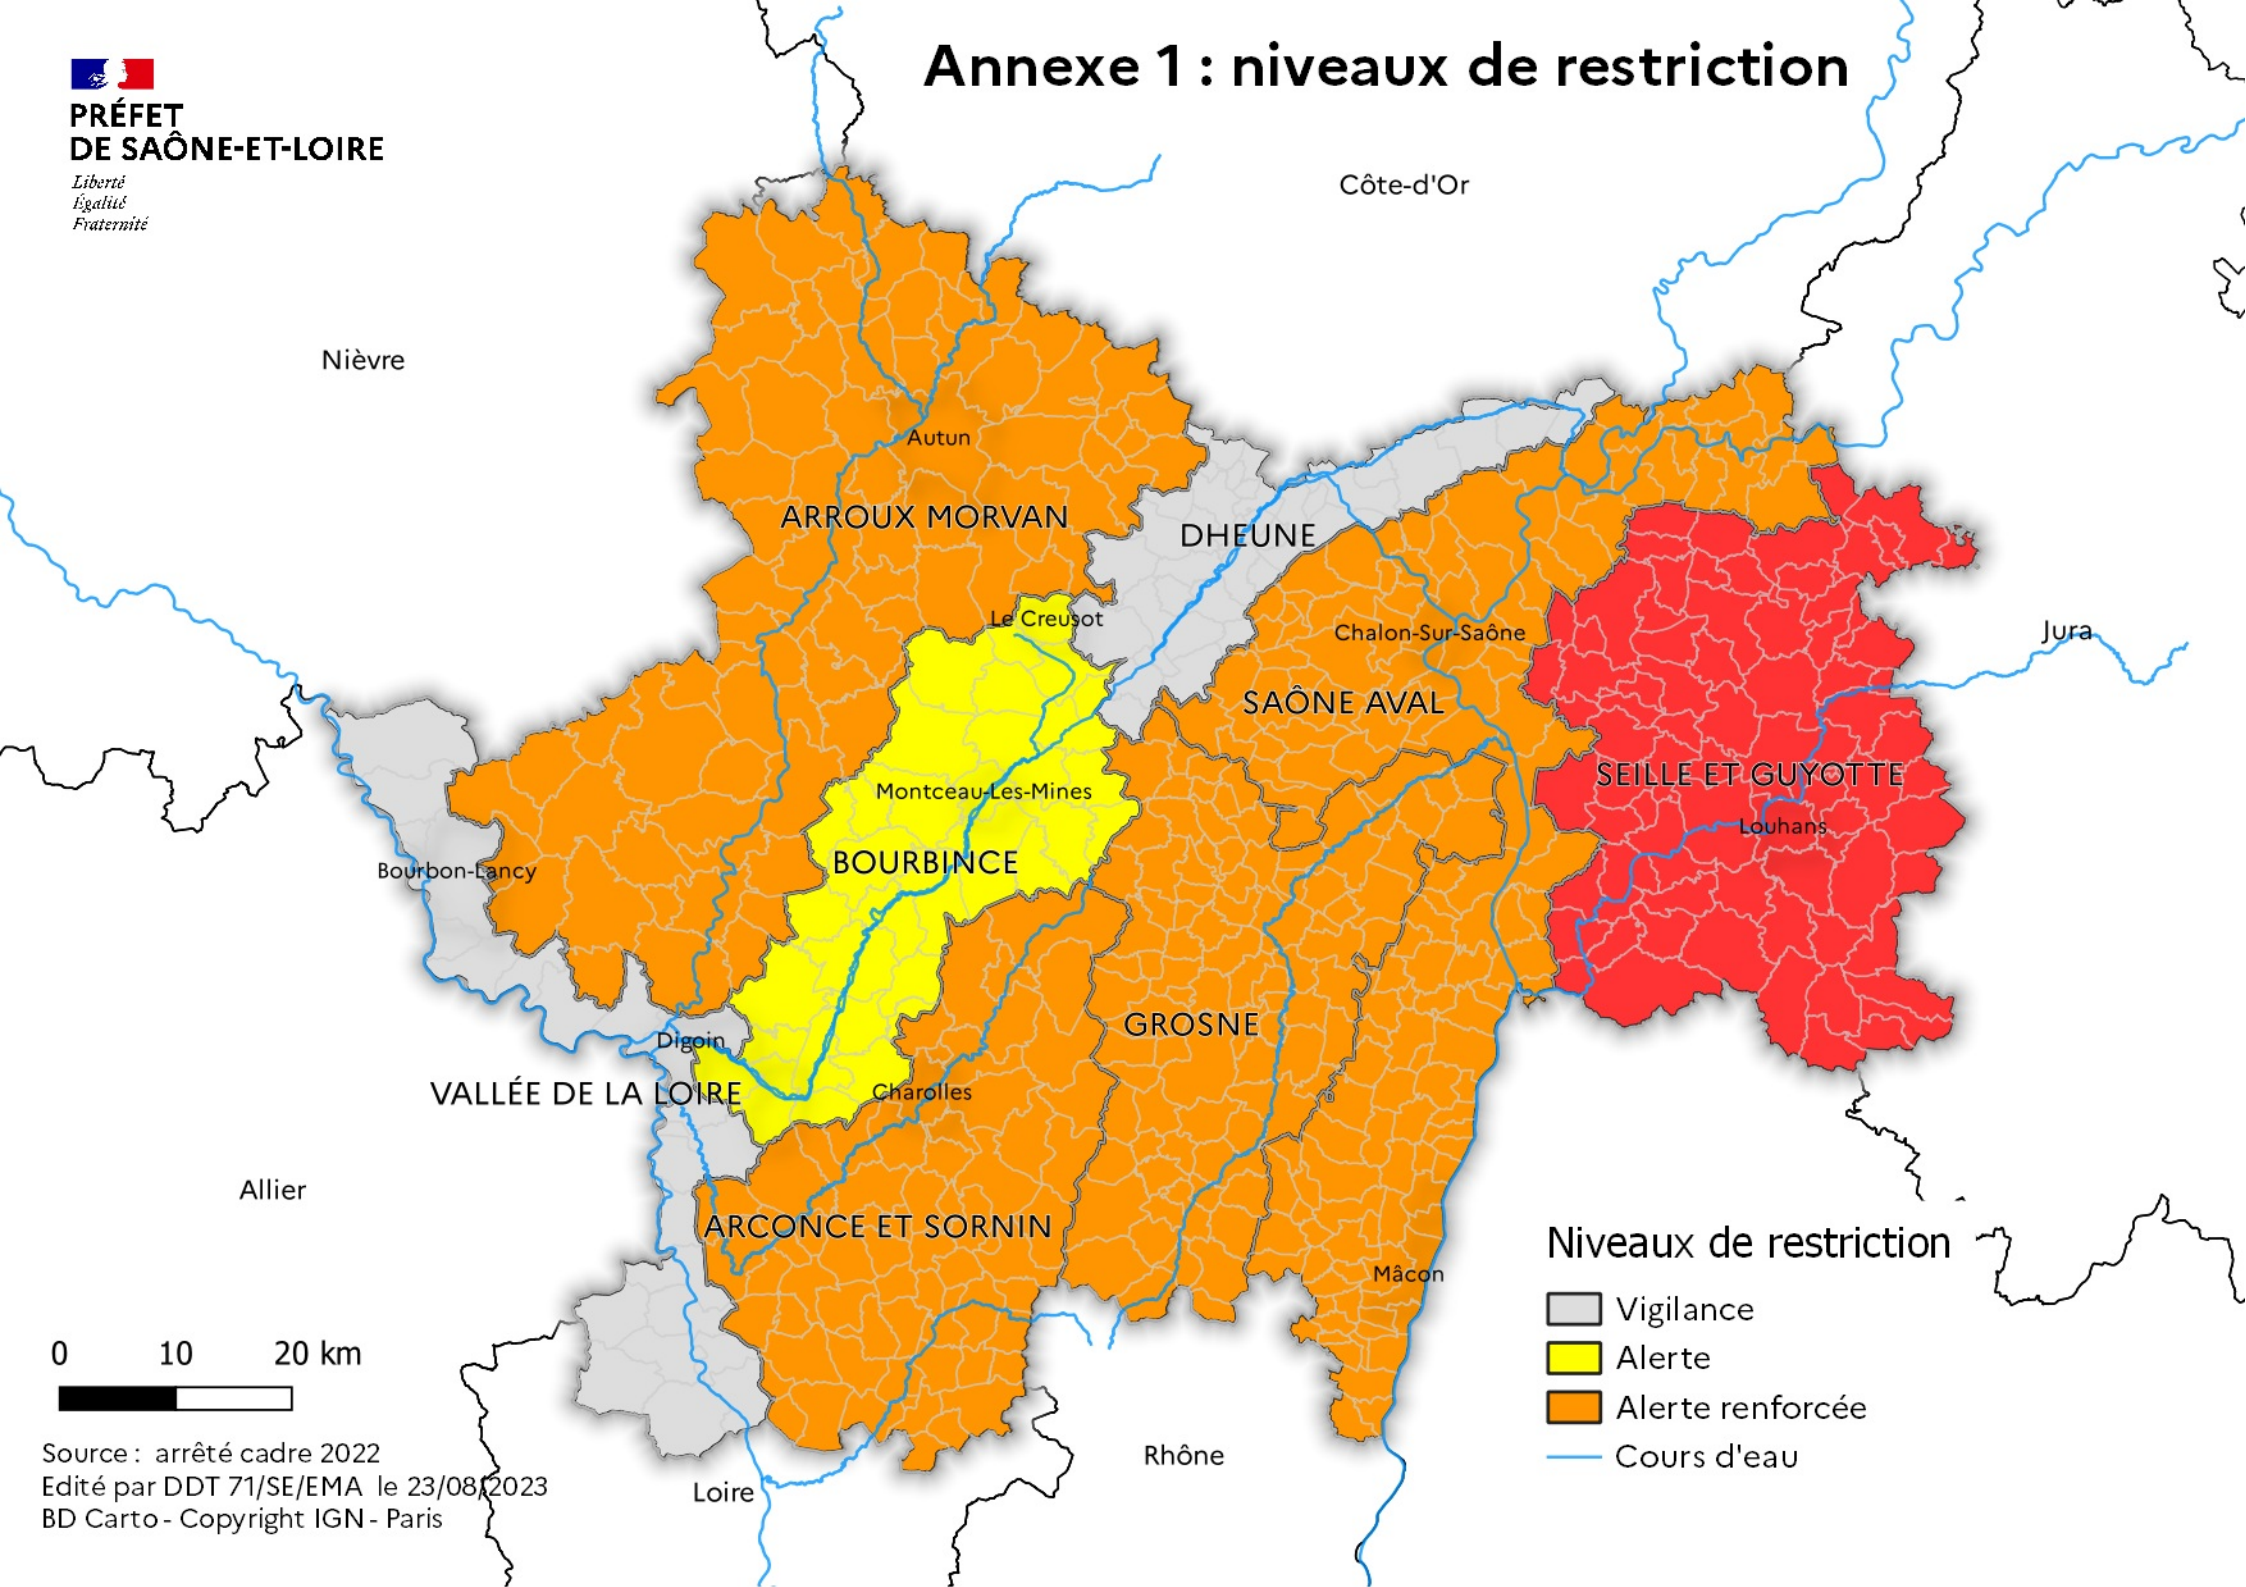 Annexe 1 : niveaux de restriction
PRÉFET
DE SAÔNE-ET-LOIRE
Liberté
Égalité
Fraternité
Côte-d'Or
Nièvre
Autun
ARROUX MORVAN
DHEUNE
Le Creusot
Chalon-Sur-Saône
Jura
SAÔNE AVAL
SEILLE ET GUYOTTE
Montceau-Les-Mines
Louhans
BOURBINCE
Bourbon-Lancy
GROSNE
Digoin
VALLÉE DE LA LOIRE
Charolles
Allier
ARCONCE ET SORNIN
Mâcon
Niveaux de restriction
Vigilance
Alerte
Alerte renforcée
Cours d'eau
0 10 20 km
Rhône
Loire
Source : arrêté cadre 2022
Edité par DDT 71/SE/EMA le 23/08/2023
BD Carto - Copyright IGN - Paris